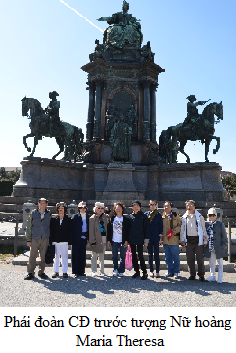 Phái đoàn CĐ trước tượng Nữ hoàng
Maria Theresa